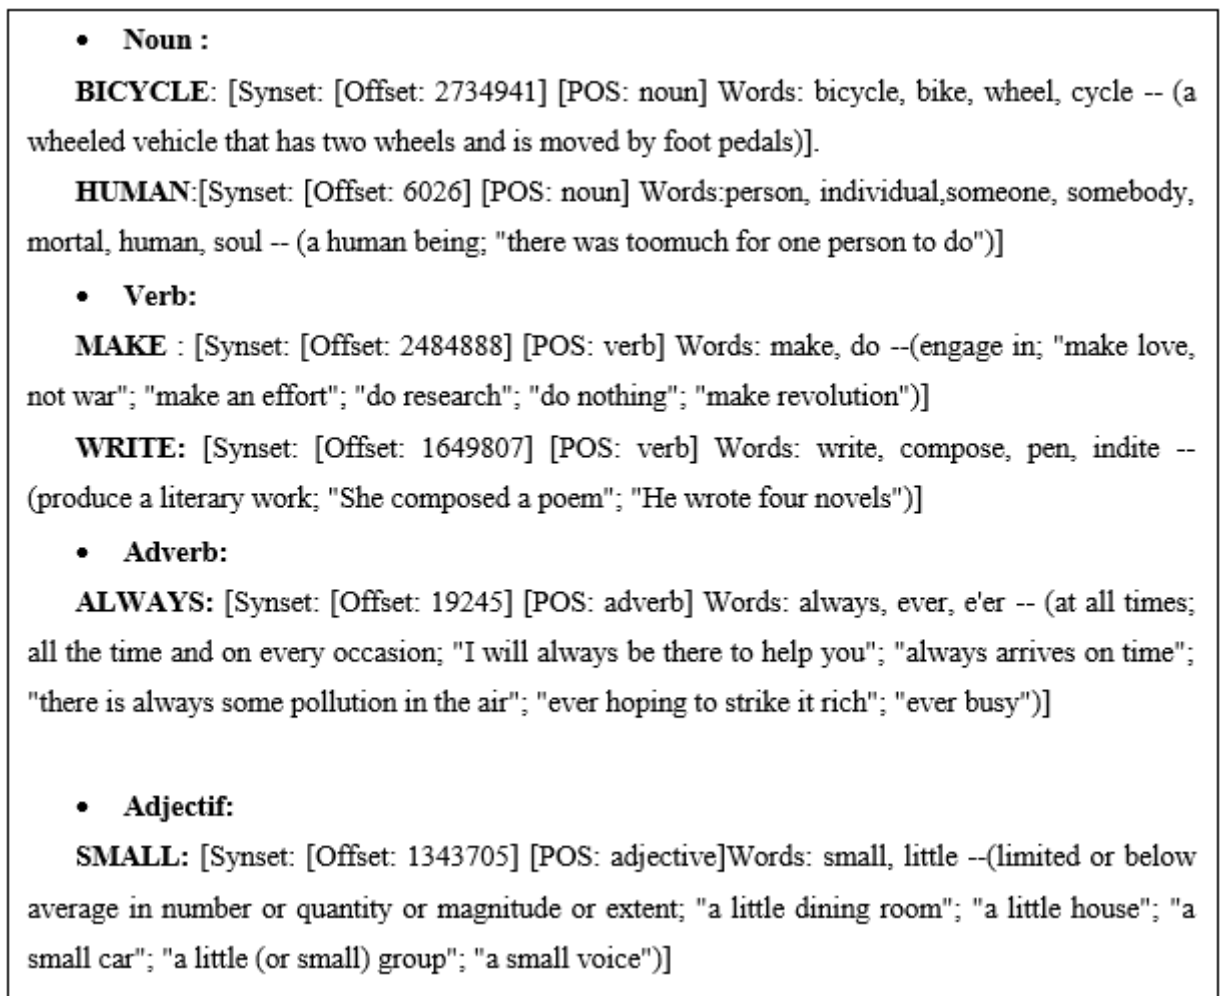 • Noun :
BICYCLE: [Synset: [Offset: 2734941] [POS: noun] Words: bicycle, bike, wheel, cycle -- (a
wheeled vehicle that has two wheels and is moved by foot pedals)].
HUMAN:[Synset: [Offset: 6026] [POS: noun] Words:person, individual,someone, somebody,
mortal, human, soul -- (a human being; "there was toomuch for one person to do")]
• Verb:
MAKE : [Synset: [Offset: 2484888] [POS: verb] Words: make, do --(engage in; "make love,
not war"; "make an effort"; "do research"; "do nothing"; "make revolution")]
WRITE: [Synset: [Offset: 1649807] [POS: verb] Words: write, compose, pen, indite --
(produce a literary work; "She composed a poem"; "He wrote four novels")]
• Adverb:
ALWAYS: [Synset: [Offset: 19245] [POS: adverb] Words: always, ever, e'er -- (at all times;
all the time and on every occasion; "I will always be there to help you"; "always arrives on time";
"there is always some pollution in the air"; "ever hoping to strike it rich"; "ever busy")]
• Adjectif:
SMALL: [Synset: [Offset: 1343705] [POS: adjective]Words: small, little --(limited or below
average in number or quantity or magnitude or extent; "a little dining room"; "a little house"; "a
small car"; "a little (or small) group"; "a small voice")]